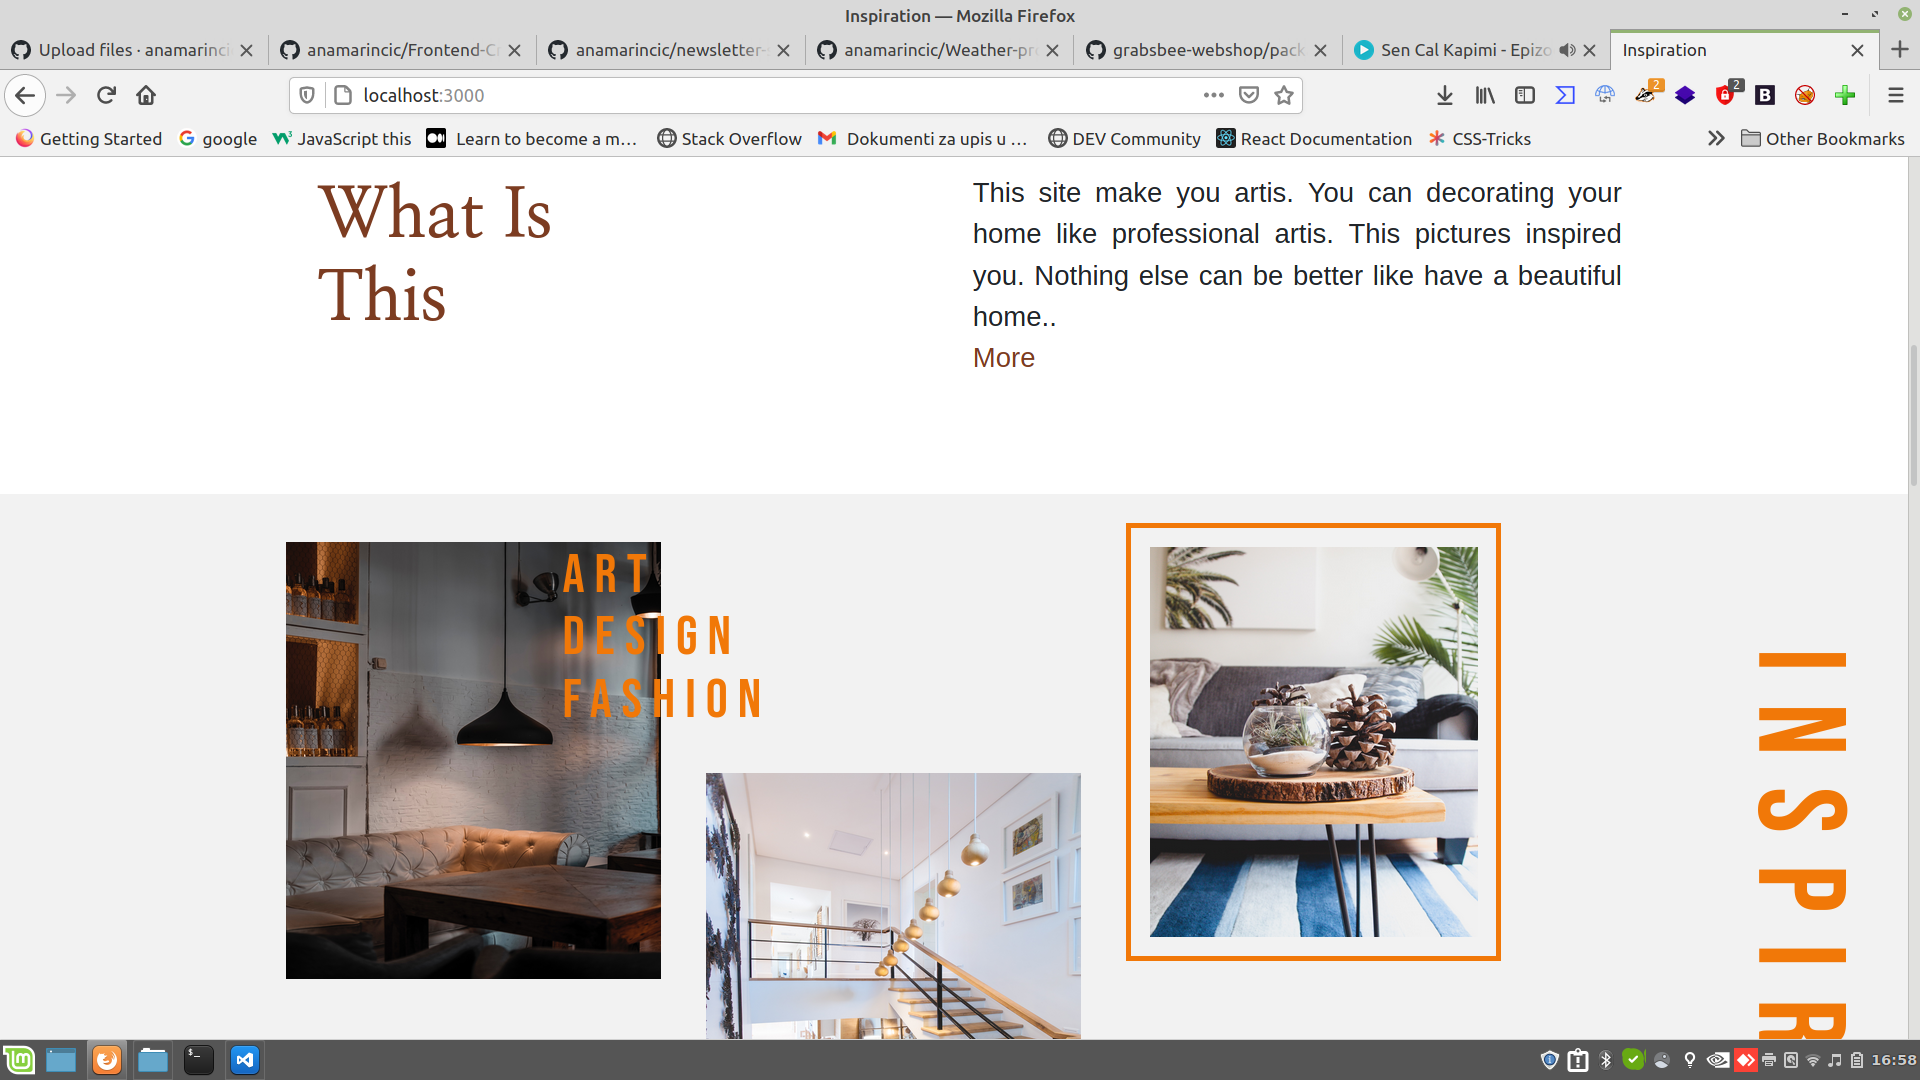 Inspiration — Mozilla Firefox
Upload files · anamarinci
anamarincic/Frontend-C
anamarincic/newsletter-
anamarincic/Weather-pr
grabsbee-webshop/pack
Sen Cal Kapimi - Epizo
Inspiration
localhost:3000
2
2
B
Getting Started
google
JavaScript this
Learn to become a m…
Stack Overflow
Dokumenti za upis u …
DEV Community
React Documentation
CSS-Tricks
Other Bookmarks
What Is
This
This site make you artis. You can decorating your
home like professional artis. This pictures inspired
you. Nothing else can be better like have a beautiful
home..
More
ART
DESIGN
FASHION
INSPIR
16:58